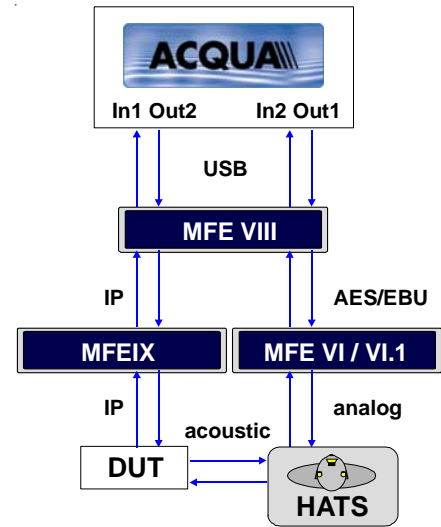 ACQUA
In1 Out2 In2 Out1
USB
MFE VIII
IP AES/EBU
MFEIX MFE VI / VI.1
IP analog
acoustic
DUT
HATS